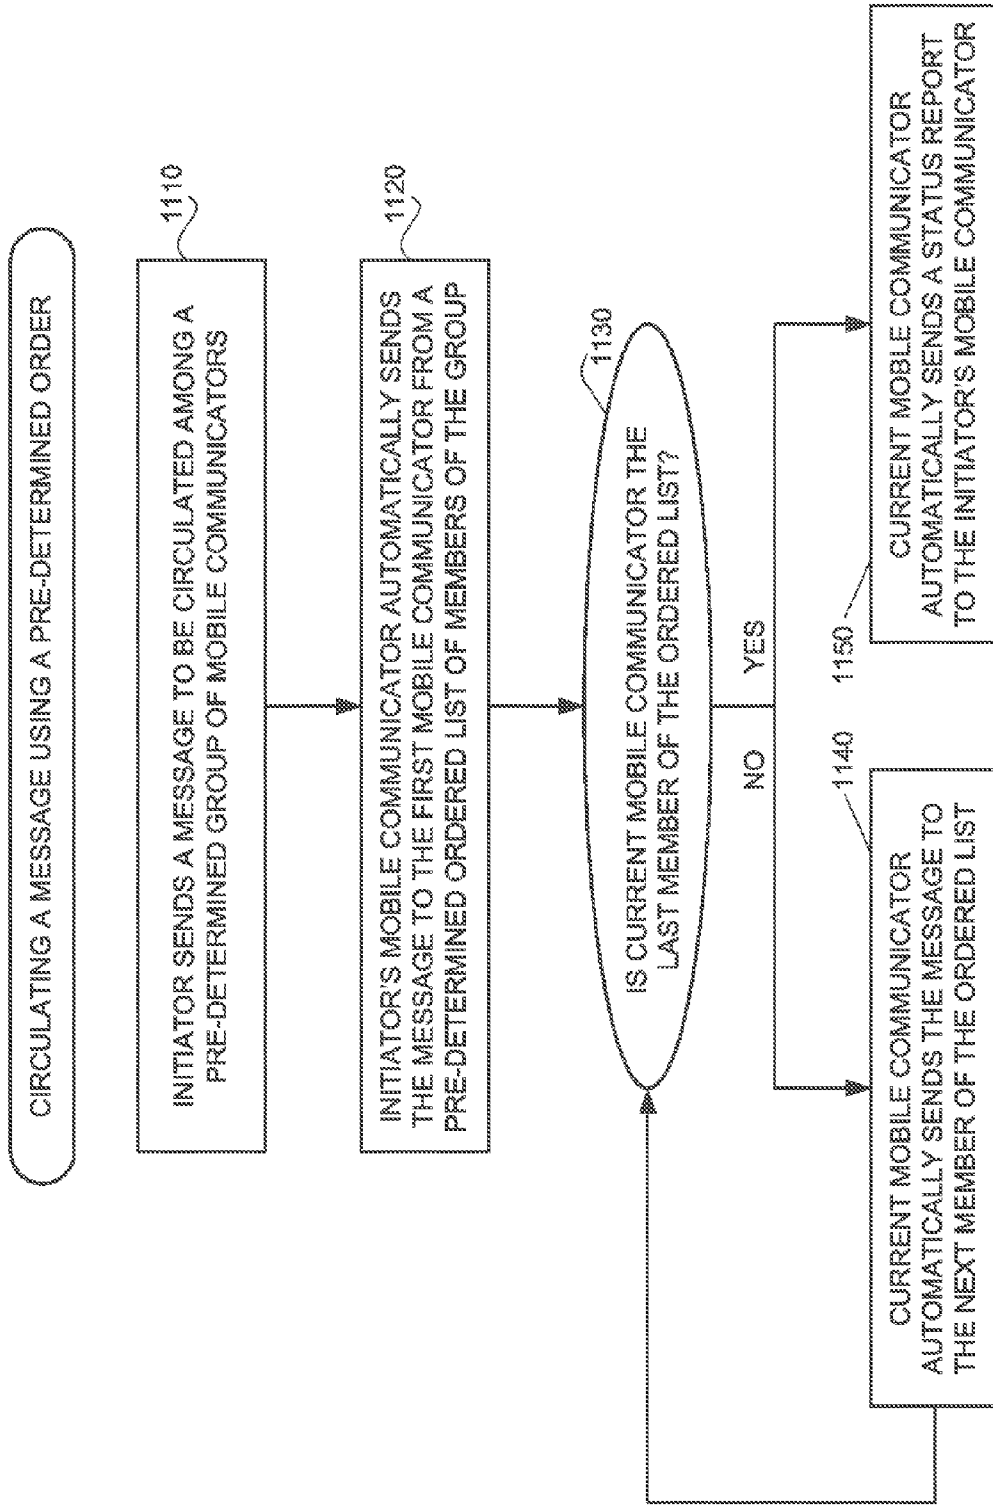 CIRCULATING A MESSAGE USING A PRE-DETERMINED ORDER
1110
INITIATOR SENDS A MESSAGE TO BE CIRCULATED AMONG A
PRE-DETERMINED GROUP OF MOBILE COMMUNICATORS
1120
INITIATOR'S MOBILE COMMUNICATOR AUTOMATICALLY SENDS
THE MESSAGE TO THE FIRST MOBILE COMMUNICATOR FROM A
PRE-DETERMINED ORDERED LIST OF MEMBERS OF THE GROUP
1130
IS CURRENT MOBILE COMMUNICATOR THE
LAST MEMBER OF THE ORDERED LIST?
NO
YES
1140
CURRENT MOBILE COMMUNICATOR
AUTOMATICALLY SENDS THE MESSAGE TO
THE NEXT MEMBER OF THE ORDERED LIST
1150
CURRENT MOBLE COMMUNICATOR
AUTOMATICALLY SENDS A STATUS REPORT
TO THE INITIATOR'S MOBILE COMMUNICATOR